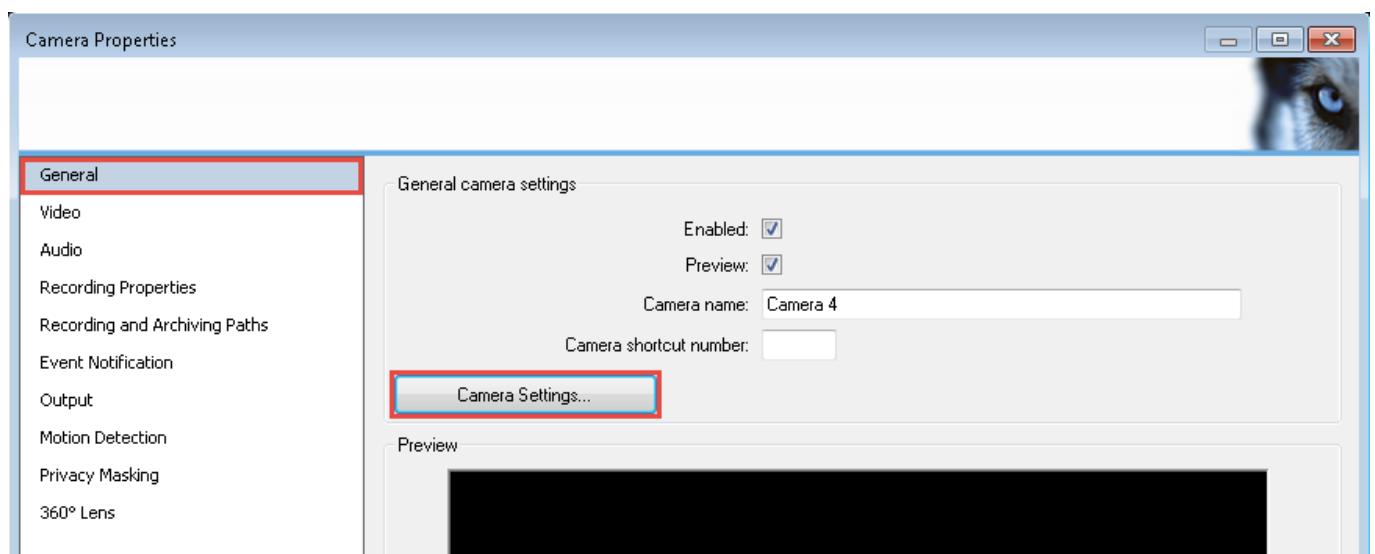 Camera Properties
General
Video
Audio
Recording Properties
Recording and Archiving Paths
Event Notification
Output
Motion Detection
Privacy Masking
360° Lens
General camera settings
Enabled:
Preview:
Camera name: Camera 4
Camera shortcut number:
Camera Settings...
Preview